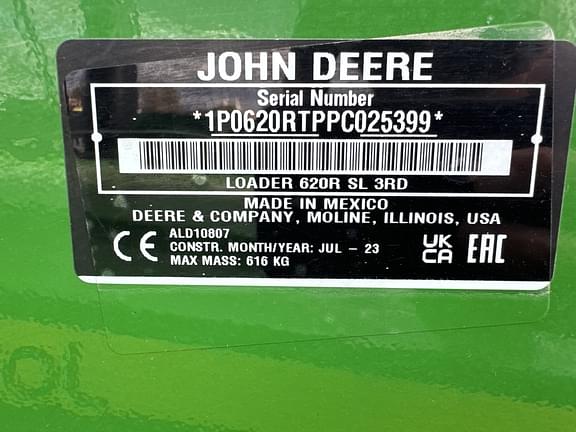 JOHN DEERE
Serial Number
*1P0620RTPPC025399*
LOADER 620R SL 3RD
MADE IN MEXICO
DEERE & COMPANY, MOLINE, ILLINOIS, USA
ALD10807
CONSTR. MONTH/YEAR: JUL - 23
MAX MASS: 616 KG
CE
UK
CA
EAC